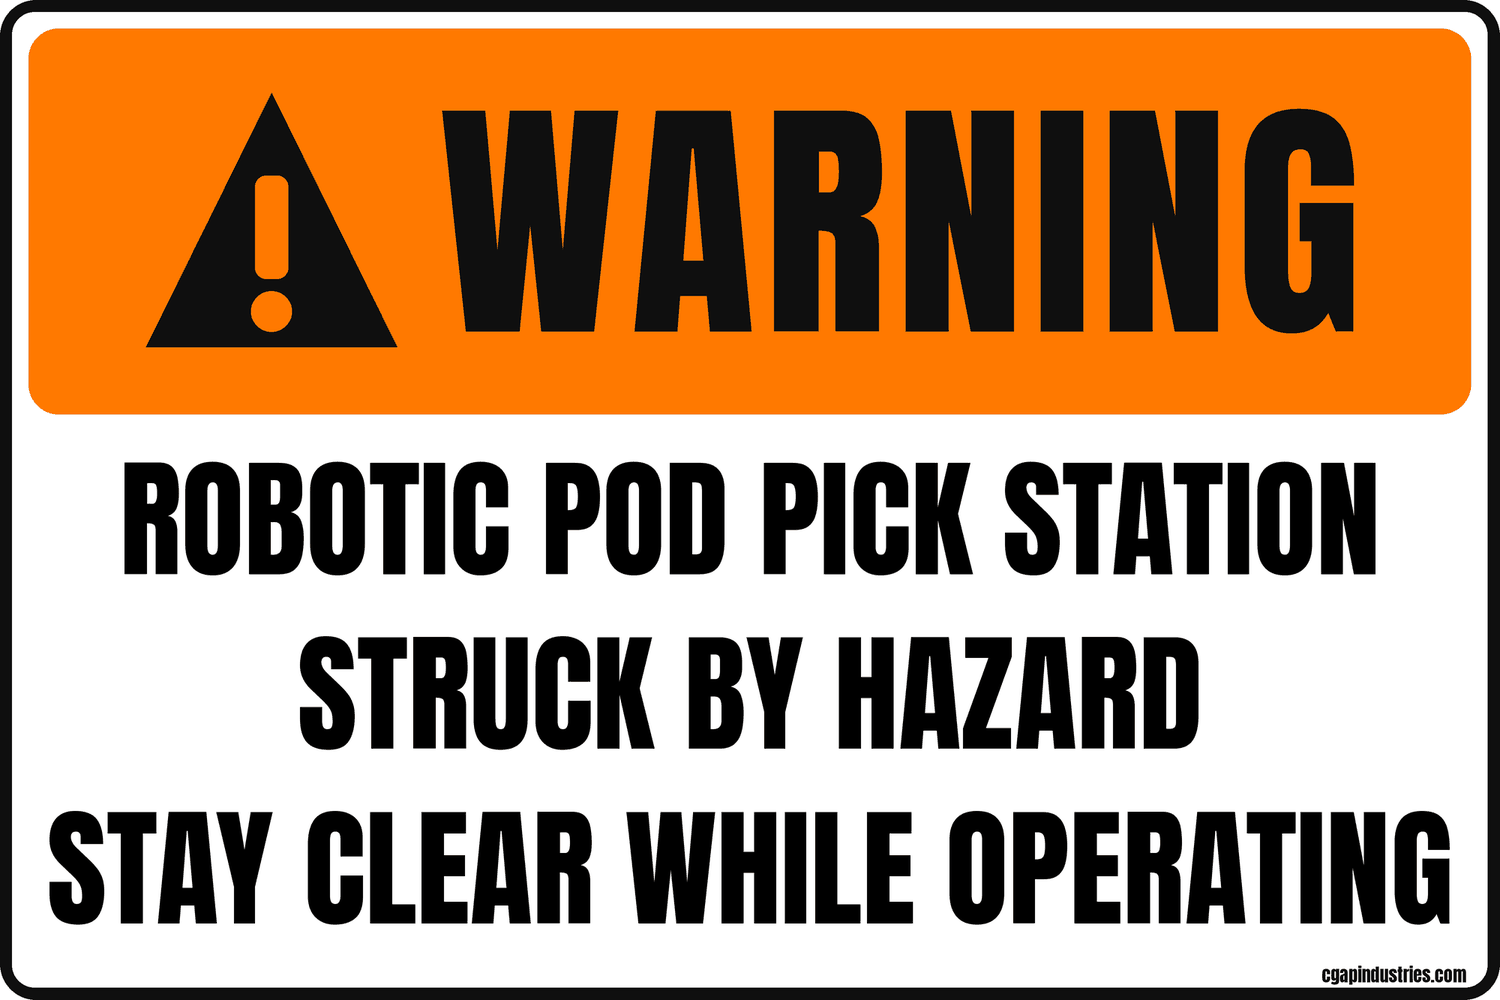 WARNING
ROBOTIC POD PICK STATION
STRUCK BY HAZARD
STAY CLEAR WHILE OPERATING
cgapindustries.com